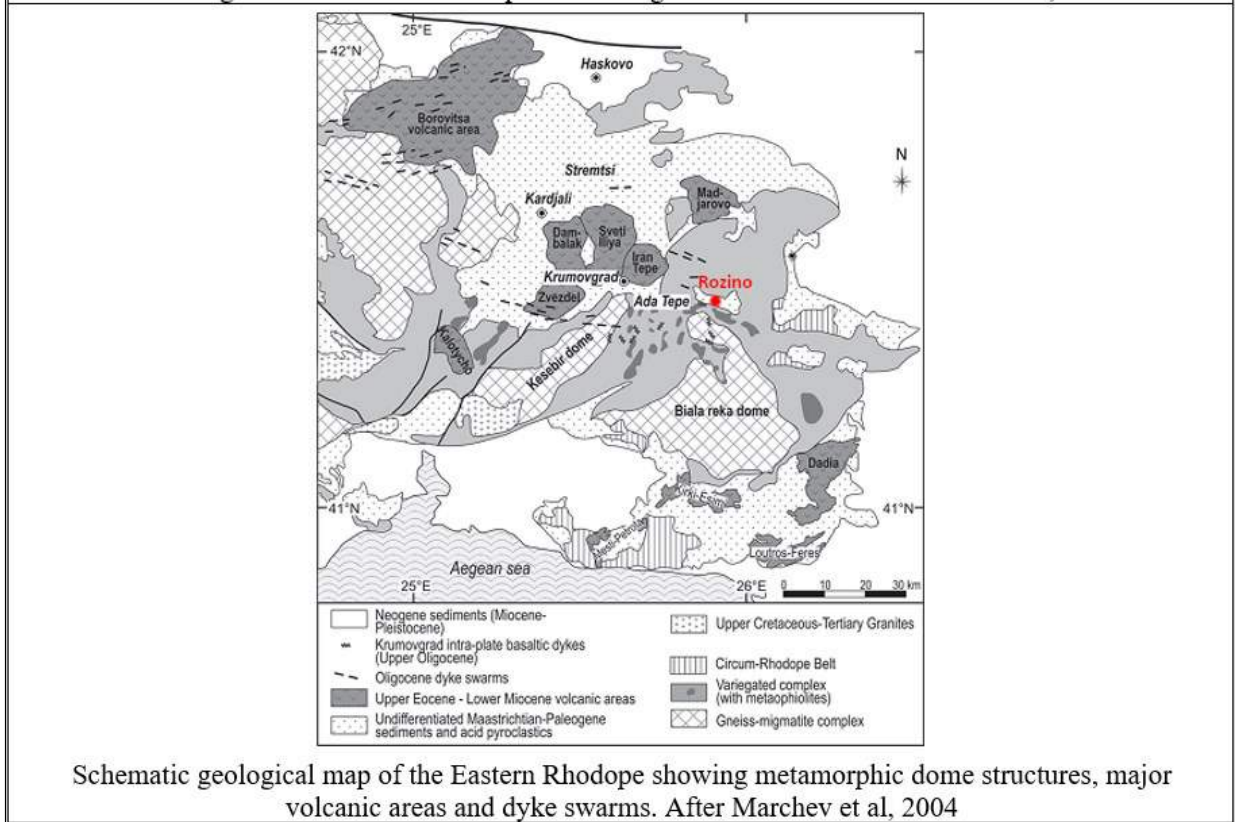 25°E
42°N
Haskovo
Borovitsa
volcanic area
N
Stremtsi
Mad-
jarovo
Kardjali
Dam-
balak
Sveti
Iliya
Iran
Tepe
Krumovgrad
Rozino
Zvezdel
Ada Tepe
Kalotycho
Kesebir dome
Biala reka dome
Dadia
Kirki-Esimi
41°N
41°N
Mesti-Petrota
Loutros-Feres
Aegean sea
25°E
26°E
0 10 20 30 km
Neogene sediments (Miocene-
Pleistocene)
Krumovgrad intra-plate basaltic dykes
(Upper Oligocene)
Oligocene dyke swarms
Upper Eocene - Lower Miocene volcanic areas
Undifferentiated Maastrichtian-Paleogene
sediments and acid pyroclastics
Upper Cretaceous-Tertiary Granites
Circum-Rhodope Belt
Variegated complex
(with metaophiolites)
Gneiss-migmatite complex
Schematic geological map of the Eastern Rhodope showing metamorphic dome structures, major
volcanic areas and dyke swarms. After Marchev et al, 2004